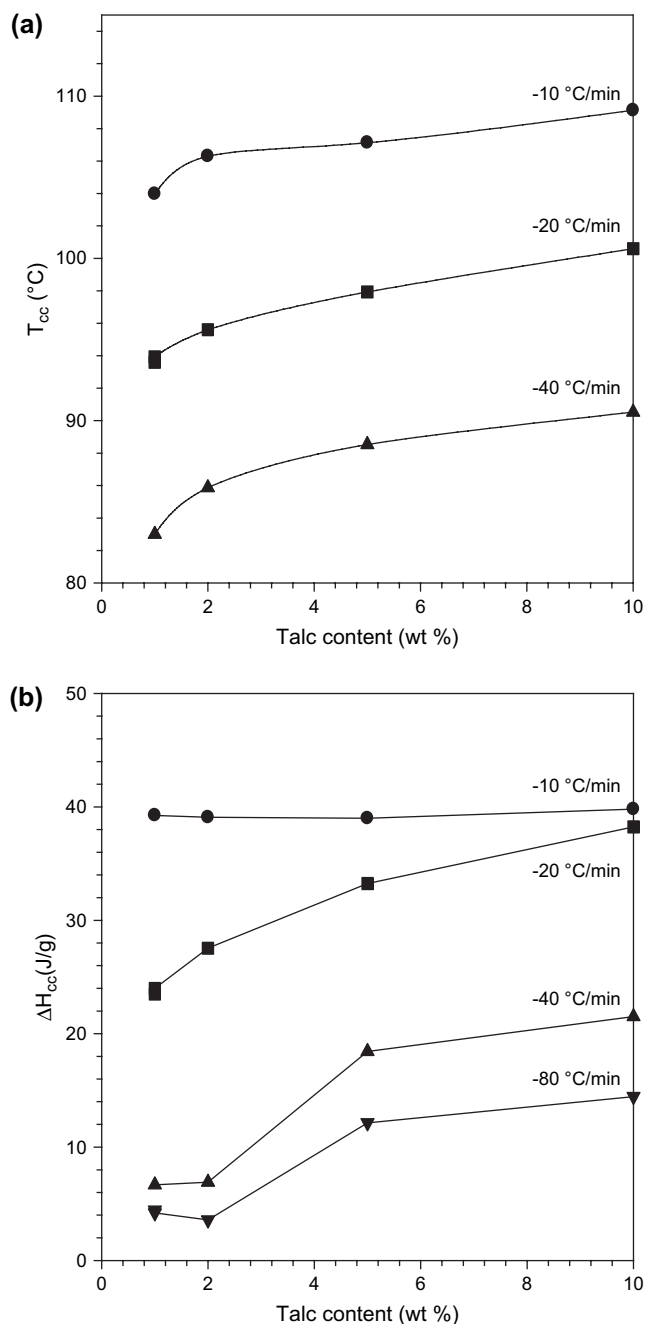 (a)
110
100
90
80
T_cc (°C)
-10 °C/min
-20 °C/min
-40 °C/min
0 2 4 6 8 10
Talc content (wt %)
(b)
50
40
30
20
10
0
ΔH_cc(J/g)
-10 °C/min
-20 °C/min
-40 °C/min
-80 °C/min
0 2 4 6 8 10
Talc content (wt %)